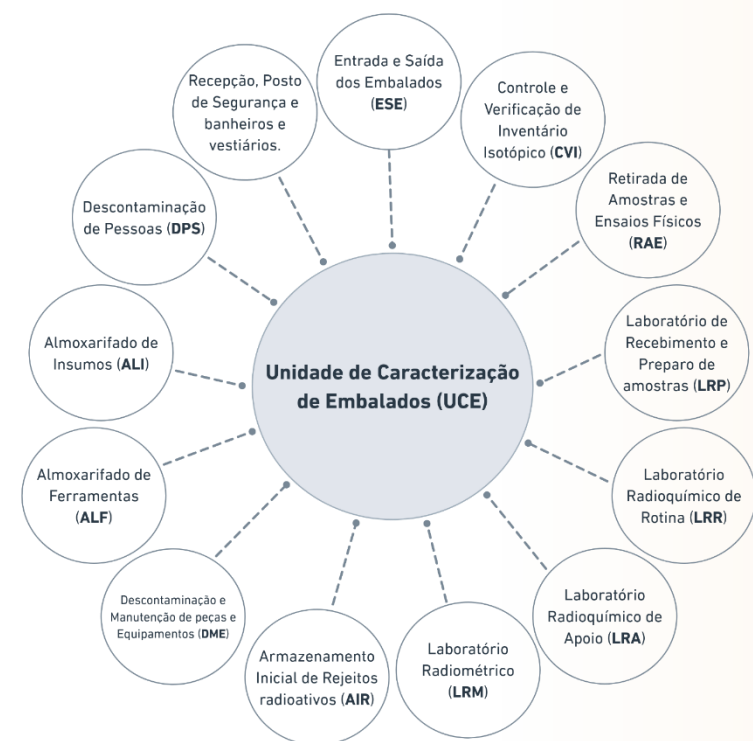 Entrada e Saída
dos Embalados
(ESE)
Controle e
Verificação de
Inventário
Isotópico (CVI)
Retirada de
Amostras e
Ensaios Físicos
(RAE)
Laboratório de
Recebimento e
Preparo de
amostras (LRP)
Laboratório
Radioquímico de
Rotina (LRR)
Laboratório
Radioquímico de
Apoio (LRA)
Laboratório
Radiométrico
(LRM)
Armazenamento
Inicial de Rejeitos
radioativos (AIR)
Descontaminação e
Manutenção de peças e
Equipamentos (DME)
Almoxarifado de
Ferramentas
(ALF)
Almoxarifado de
Insumos (ALI)
Descontaminação
de Pessoas (DPS)
Recepção, Posto
de Segurança e
banheiros e
vestiários.
Unidade de Caracterização
de Embalados (UCE)